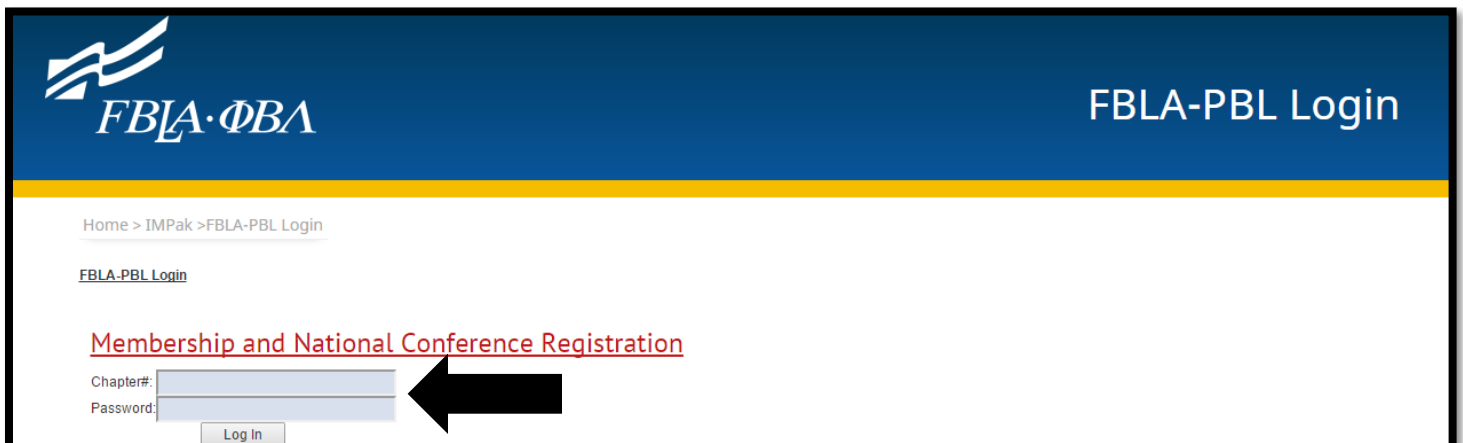 FBLA·ΦΒΛ
FBLA-PBL Login
Home > IMPak >FBLA-PBL Login
FBLA-PBL Login
Membership and National Conference Registration
Chapter#:
Password:
Log In